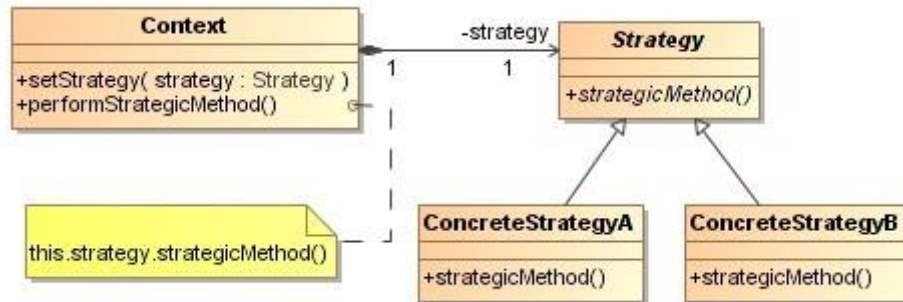 Context
+setStrategy( strategy : Strategy )
+performStrategicMethod()
-strategy
1
1
Strategy
+strategicMethod()
this.strategy.strategicMethod()
ConcreteStrategyA
+strategicMethod()
ConcreteStrategyB
+strategicMethod()